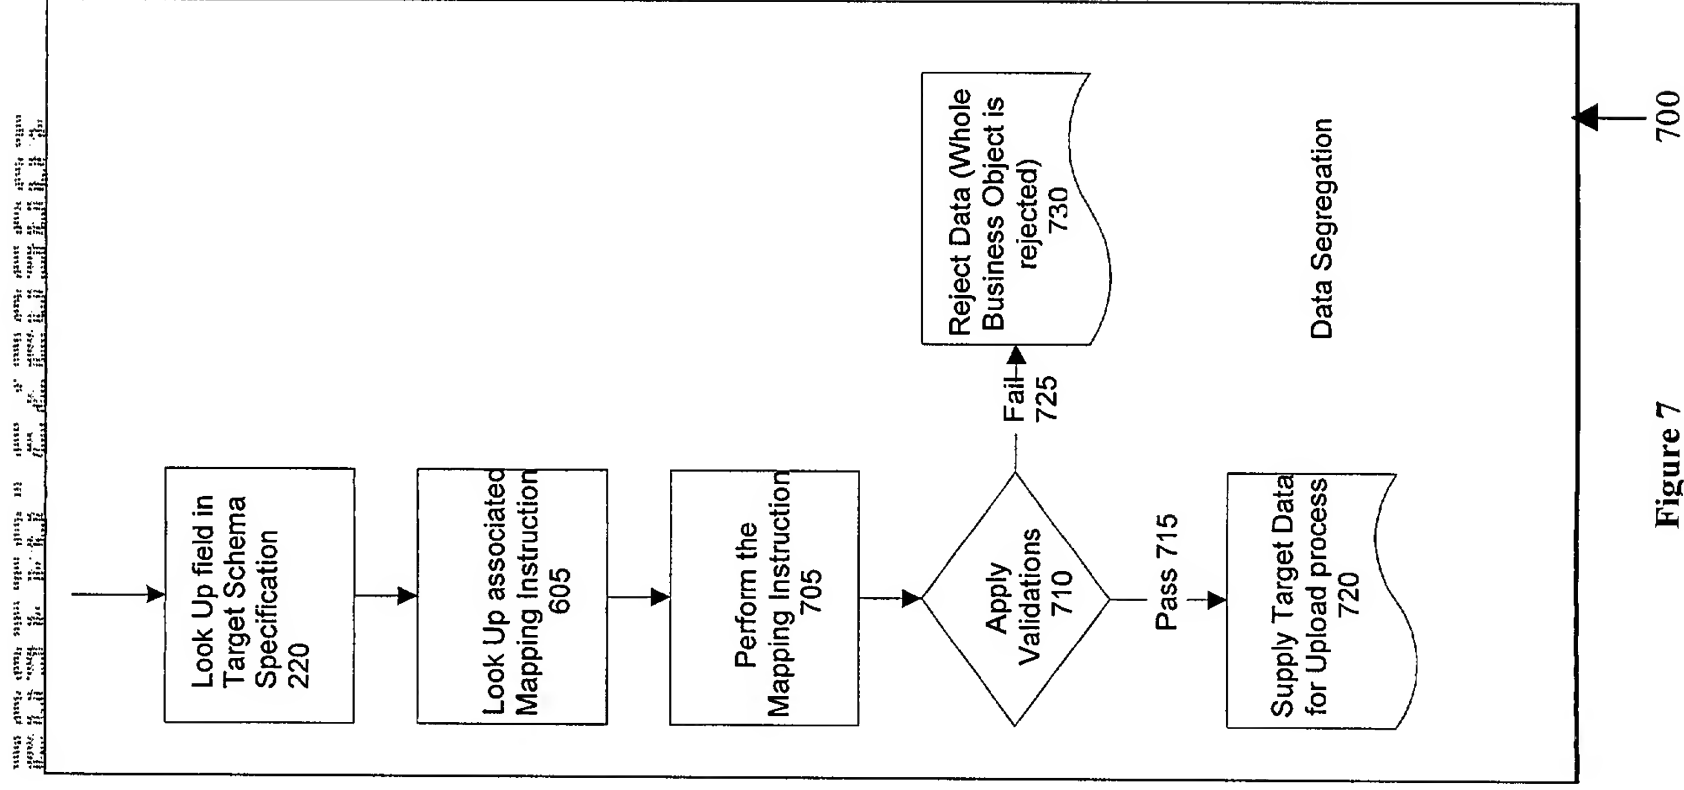 Look Up field in
Target Schema
Specification
220
Look Up associated
Mapping Instruction
605
Perform the
Mapping Instruction
705
Apply
Validations
710
Fail
725
Reject Data (Whole
Business Object is
rejected)
730
Pass 715
Supply Target Data
for Upload process
720
Data Segregation
700
Figure 7